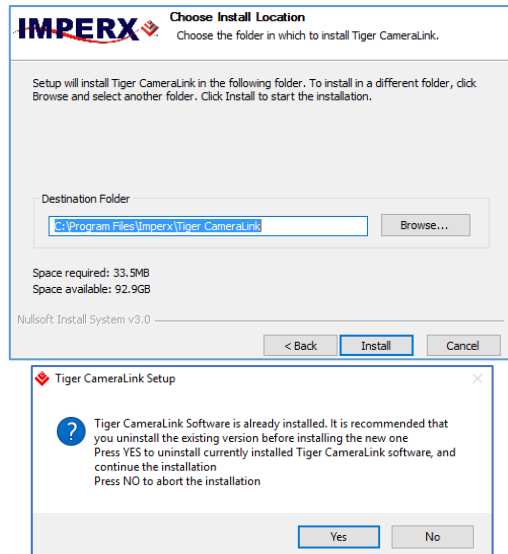 IMPERX
Choose Install Location
Choose the folder in which to install Tiger CameraLink.
Setup will install Tiger CameraLink in the following folder. To install in a different folder, click
Browse and select another folder. Click Install to start the installation.
Destination Folder
C:\Program Files\Imperx\Tiger CameraLink
Browse...
Space required: 33.5MB
Space available: 92.9GB
Nullsoft Install System v3.0
< Back Install Cancel
Tiger CameraLink Setup
Tiger CameraLink Software is already installed. It is recommended that
you uninstall the existing version before installing the new one
Press YES to uninstall currently installed Tiger CameraLink software, and
continue the installation
Press NO to abort the installation
Yes No